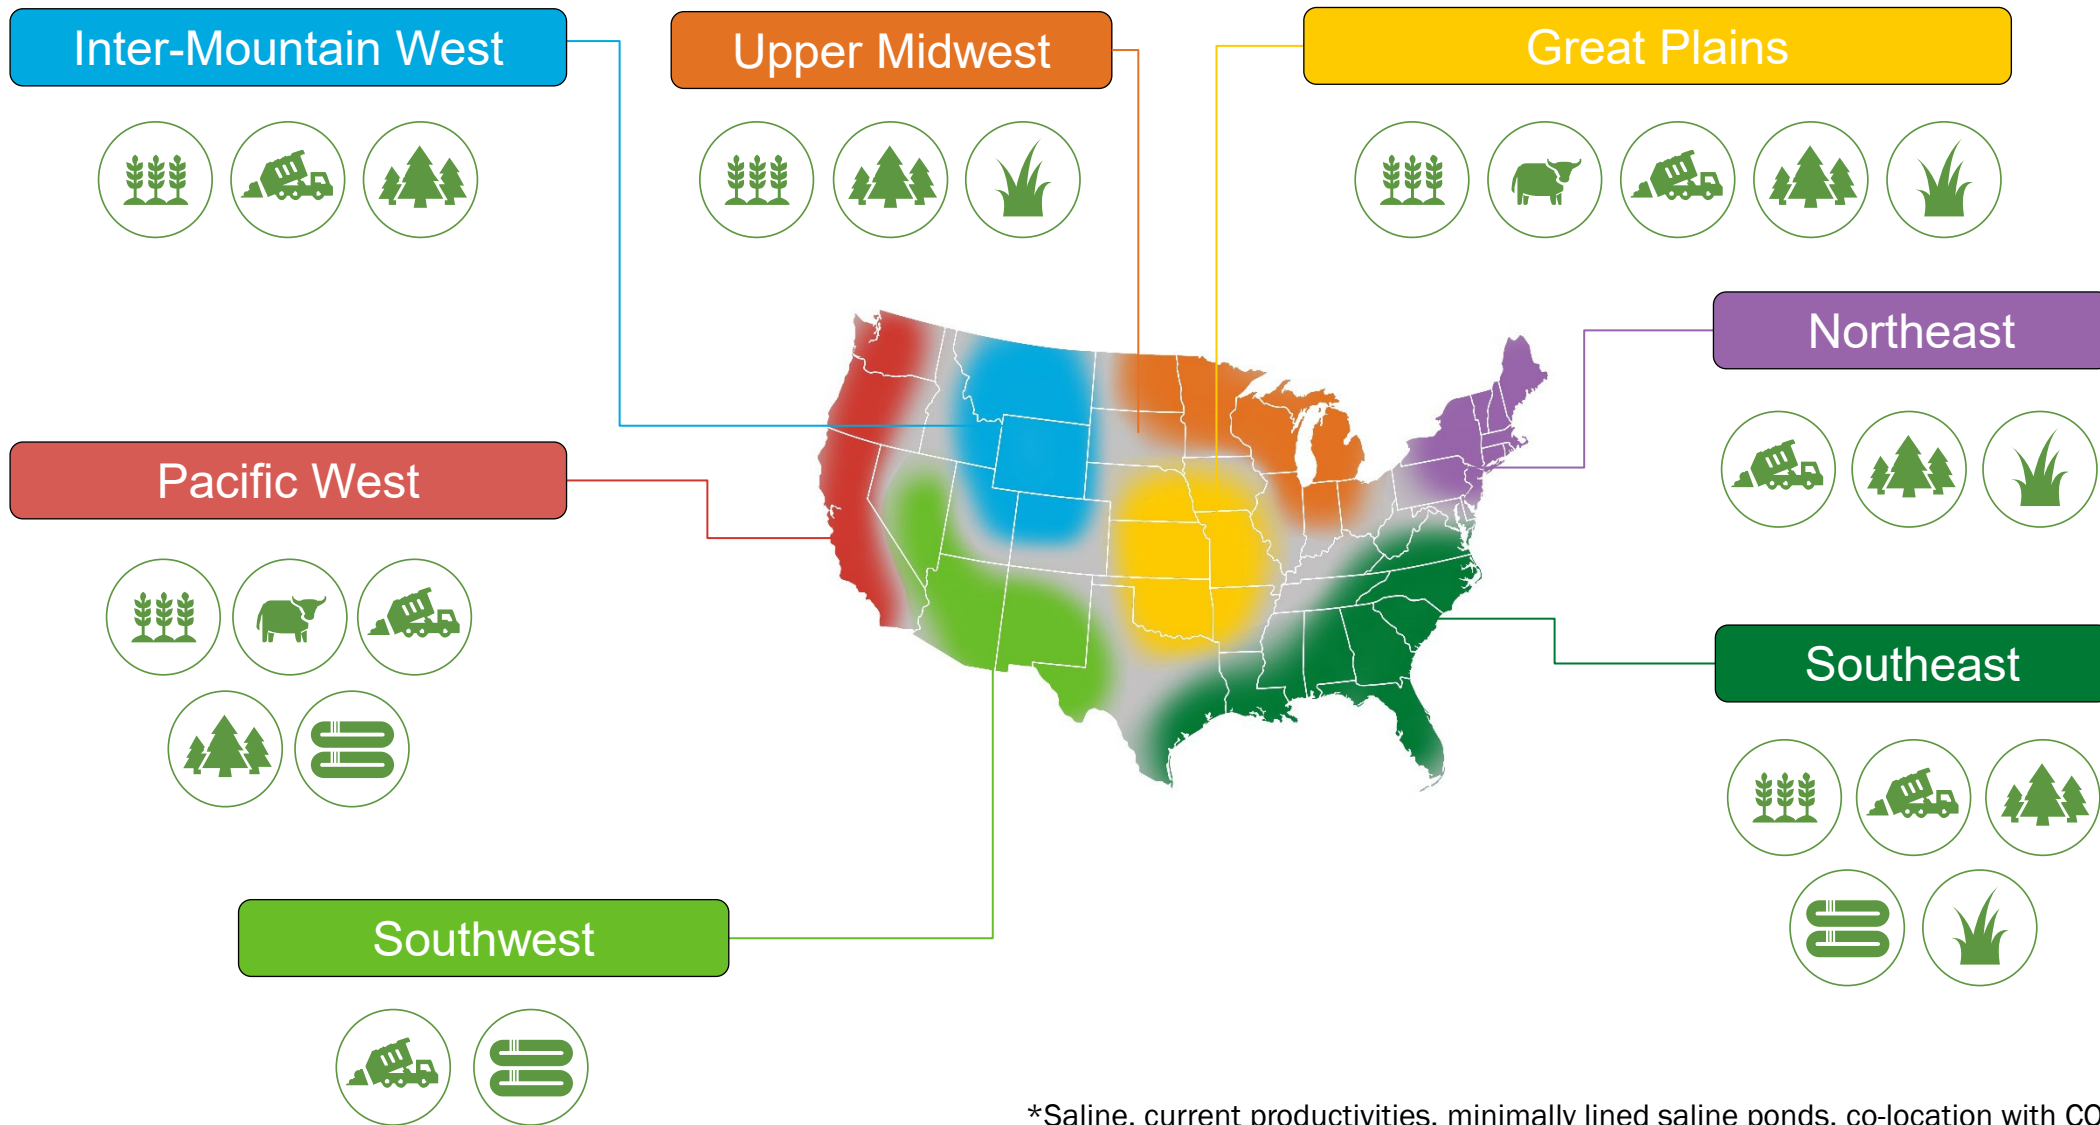 Inter-Mountain West
Upper Midwest
Great Plains
Northeast
Pacific West
Southeast
Southwest
*Saline, current productivities, minimally lined saline ponds, co-location with CO